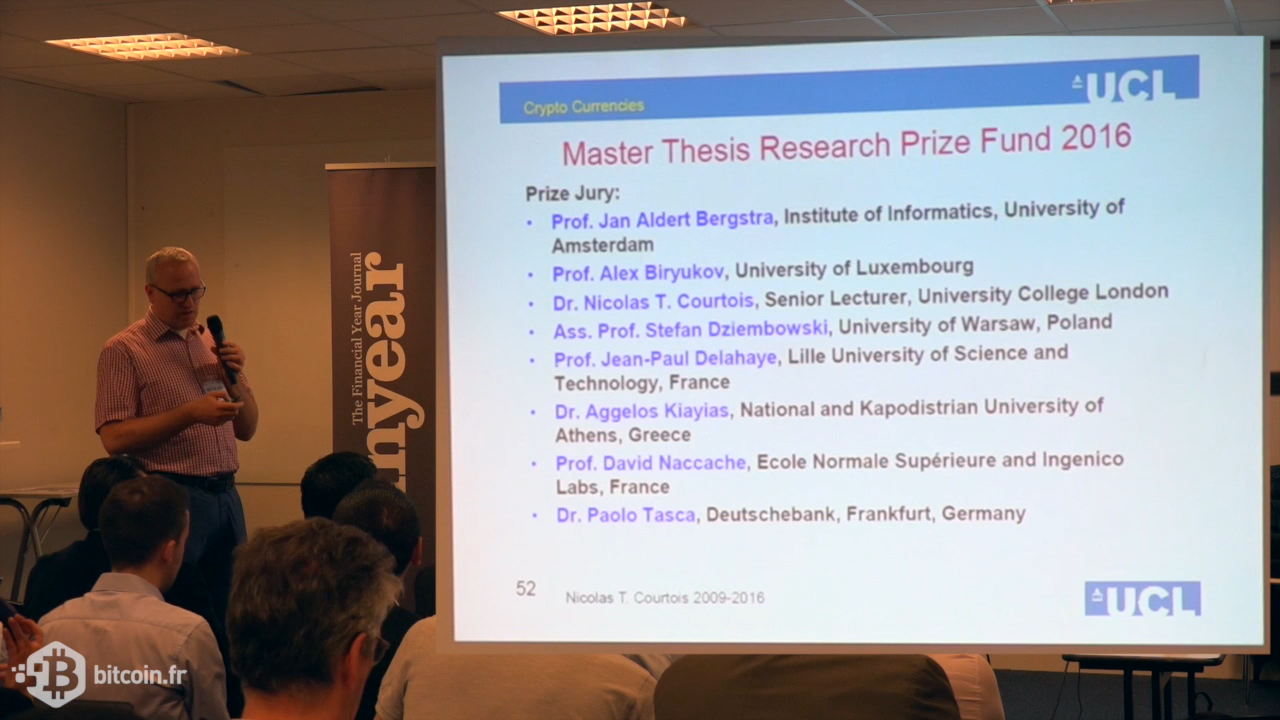 Crypto Currencies
UCL
Master Thesis Research Prize Fund 2016
Prize Jury:
• Prof. Jan Aldert Bergstra, Institute of Informatics, University of
Amsterdam
• Prof. Alex Biryukov, University of Luxembourg
• Dr. Nicolas T. Courtois, Senior Lecturer, University College London
• Ass. Prof. Stefan Dziembowski, University of Warsaw, Poland
• Prof. Jean-Paul Delahaye, Lille University of Science and
Technology, France
• Dr. Aggelos Kiayias, National and Kapodistrian University of
Athens, Greece
• Prof. David Naccache, Ecole Normale Supérieure and Ingenico
Labs, France
• Dr. Paolo Tasca, Deutschebank, Frankfurt, Germany
52
Nicolas T. Courtois 2009-2016
UCL
The Financial Year Journal
nyear
bitcoin.fr